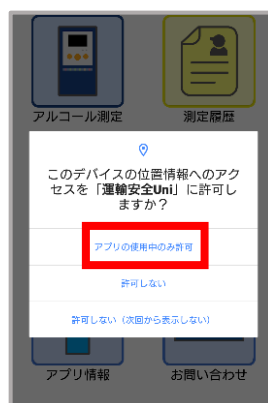 アルコール測定 測定履歴
このデバイスの位置情報へのアク
セスを「運輸安全Uni」に許可し
ますか？
アプリの使用中のみ許可
許可しない
許可しない（次回から表示しない）
アプリ情報 お問い合わせ